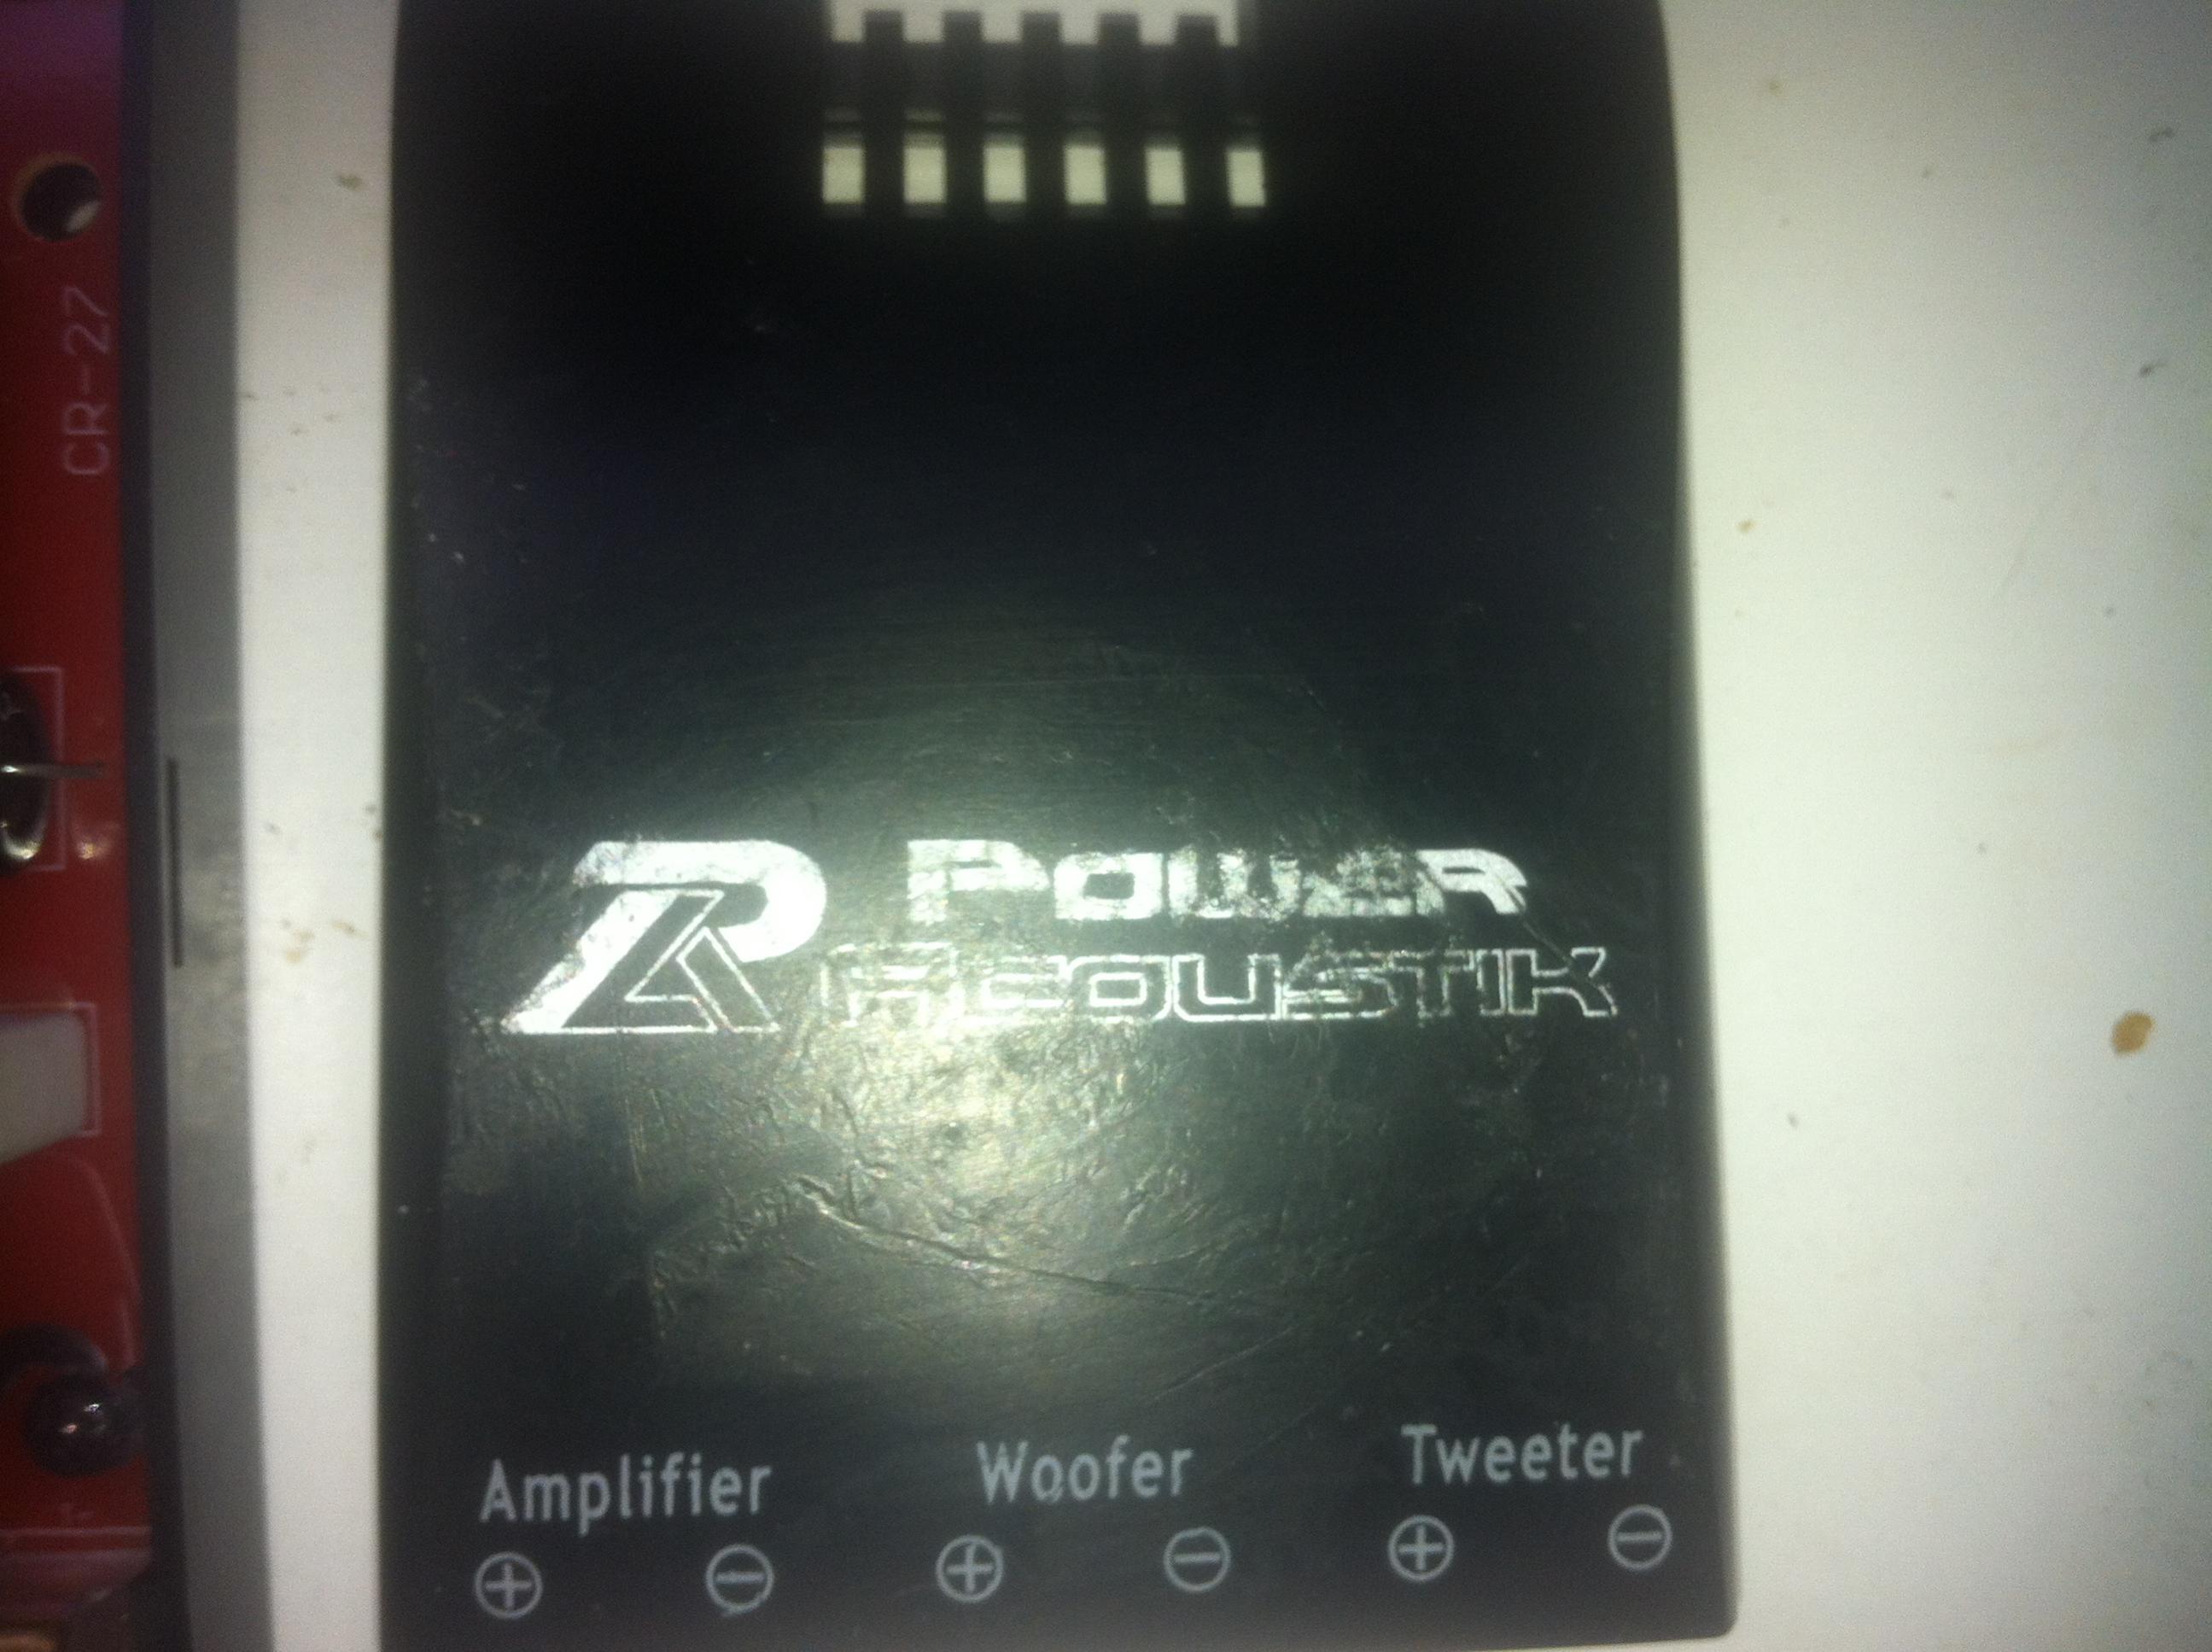 CR-27
POWER
ACOUSTIK
Amplifier Woofer Tweeter
⊕ ⊖ ⊕ ⊖ ⊕ ⊖